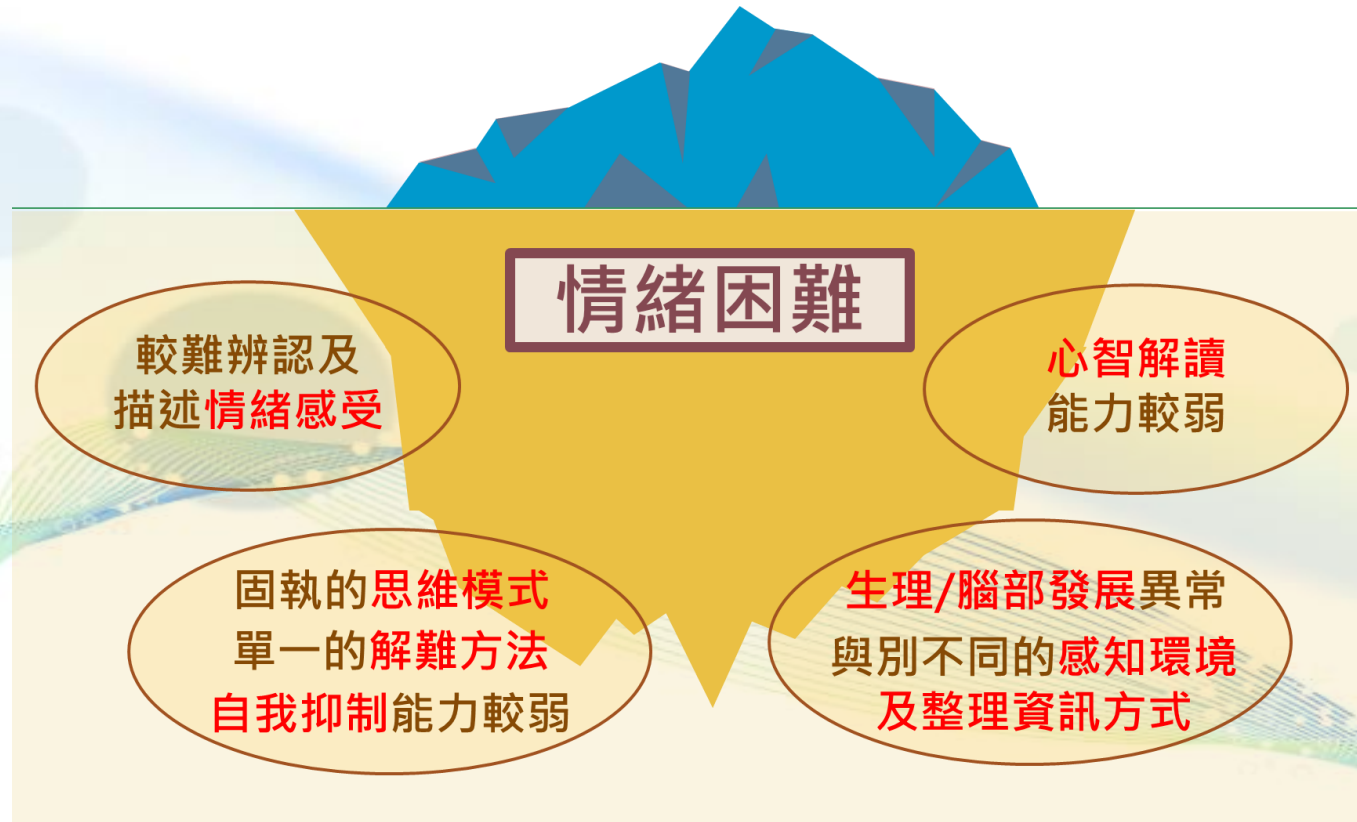 情緒困難
較難辨認及
描述情緒感受
心智解讀
能力較弱
固執的思維模式
單一的解難方法
自我抑制能力較弱
生理/腦部發展異常
與別不同的感知環境
及整理資訊方式